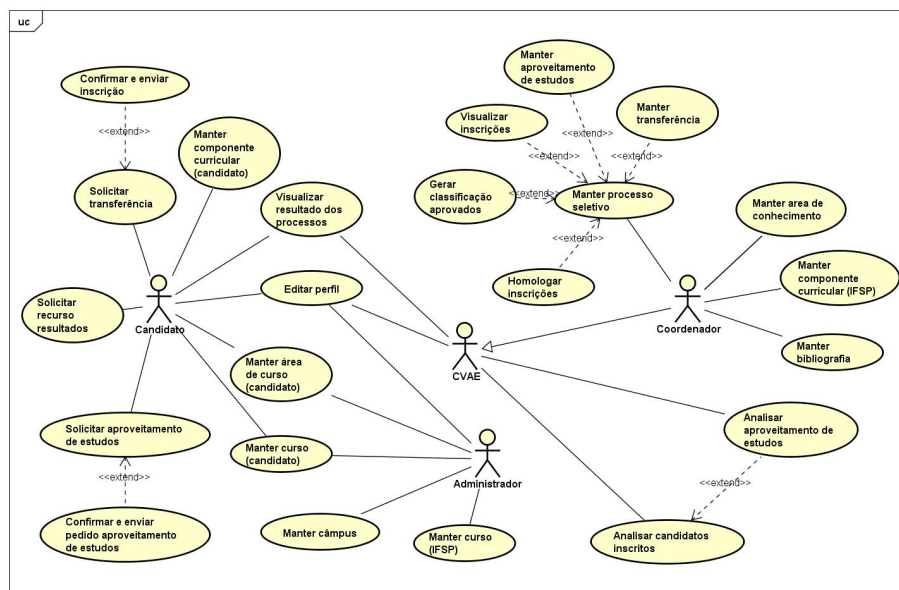 uc
Confirmar e enviar
inscrição
<<extend>>
Solicitar
transferência
Manter
componente
curricular
(candidato)
Visualizar
resultado dos
processos
Editar perfil
Solicitar
recurso
resultados
Candidato
Manter área
de curso
(candidato)
Solicitar aproveitamento
de estudos
<<extend>>
Confirmar e enviar
pedido aproveitamento
de estudos
Manter curso
(candidato)
Manter câmpus
Manter curso
(IFSP)
Administrador
CVAE
Manter
aproveitamento
de estudos
Visualizar
inscrições
Manter
transferência
<<extend>>
<<extend>>
<<extend>>
Gerar
classificação
aprovados
<<extend>>
Manter processo
seletivo
<<extend>>
Homologar
inscrições
Manter area de
conhecimento
Manter
componente
curricular (IFSP)
Coordenador
Manter
bibliografia
Analisar
aproveitamento de
estudos
<<extend>>
Analisar candidatos
inscritos